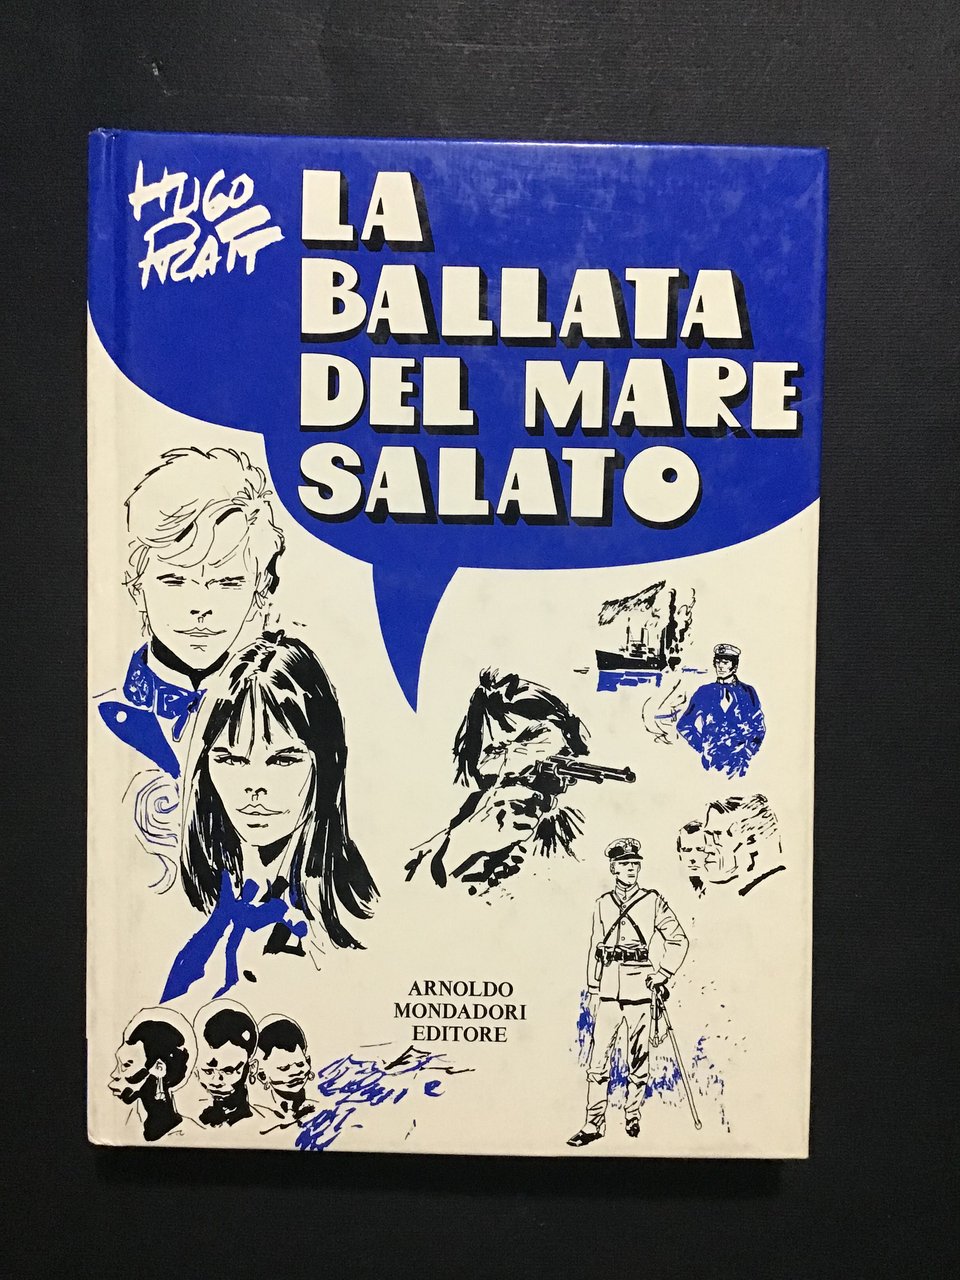 HUGO
PRATT
LA
BALLATA
DEL MARE
SALATO
ARNOLDO
MONDADORI
EDITORE